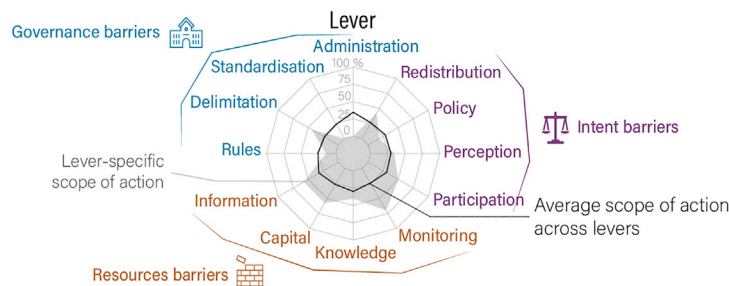 Lever
Governance barriers
Administration
Standardisation
100 %
75
50
25
0
Redistribution
Delimitation
Policy
Intent barriers
Rules
Perception
Lever-specific
scope of action
Information
Participation
Average scope of action
across levers
Capital
Monitoring
Knowledge
Resources barriers